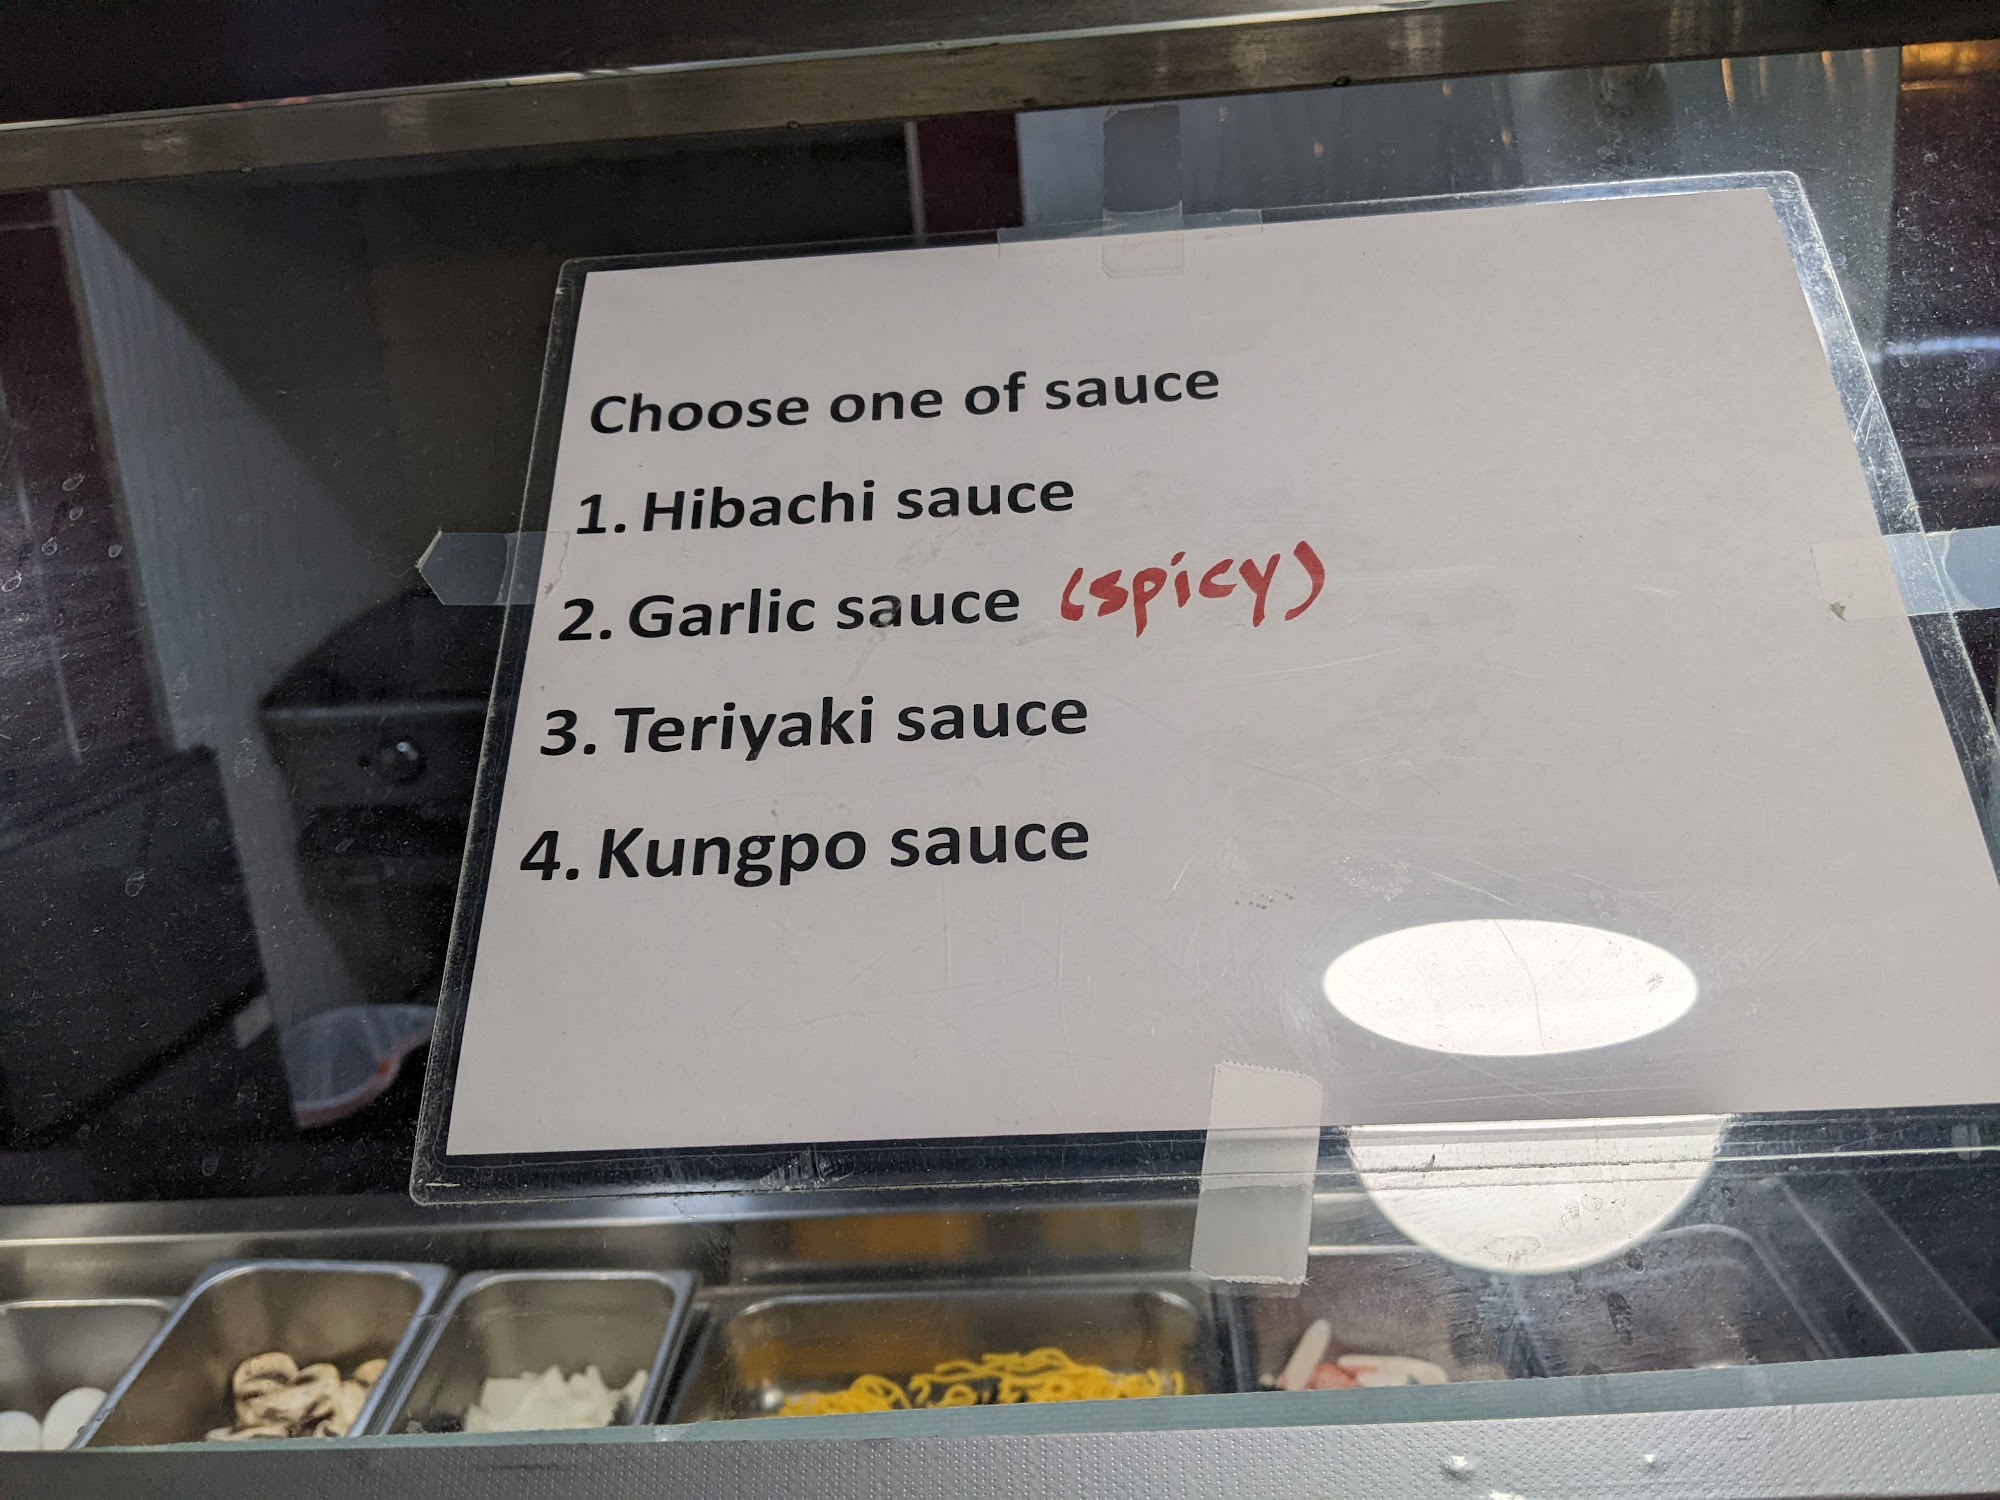 Choose one of sauce
1. Hibachi sauce
2. Garlic sauce (spicy)
3. Teriyaki sauce
4. Kungpo sauce